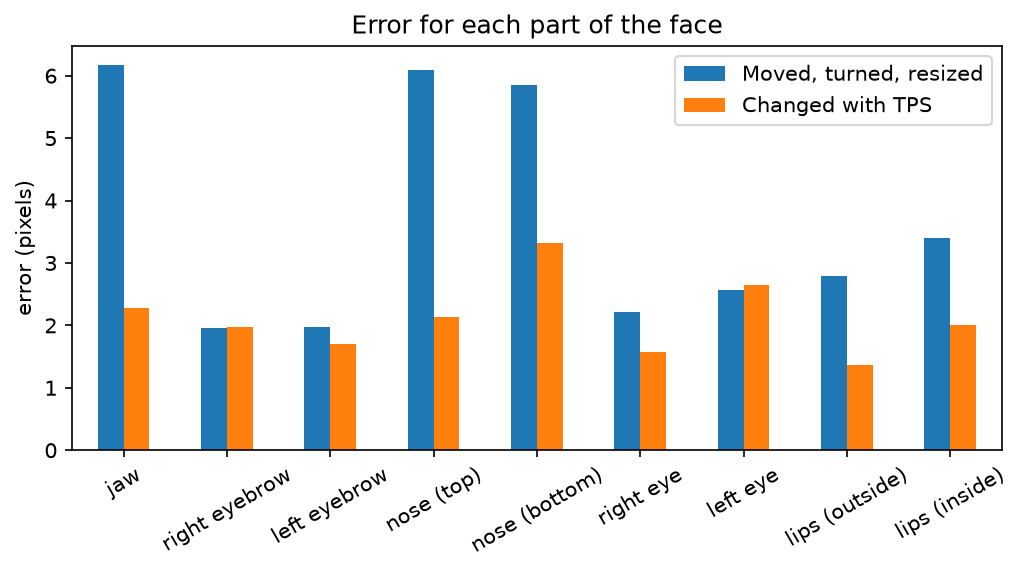 Error for each part of the face
Moved, turned, resized
Changed with TPS
error (pixels)
6
5
4
3
2
1
0
jaw
right eyebrow
left eyebrow
nose (top)
nose (bottom)
right eye
left eye
lips (outside)
lips (inside)